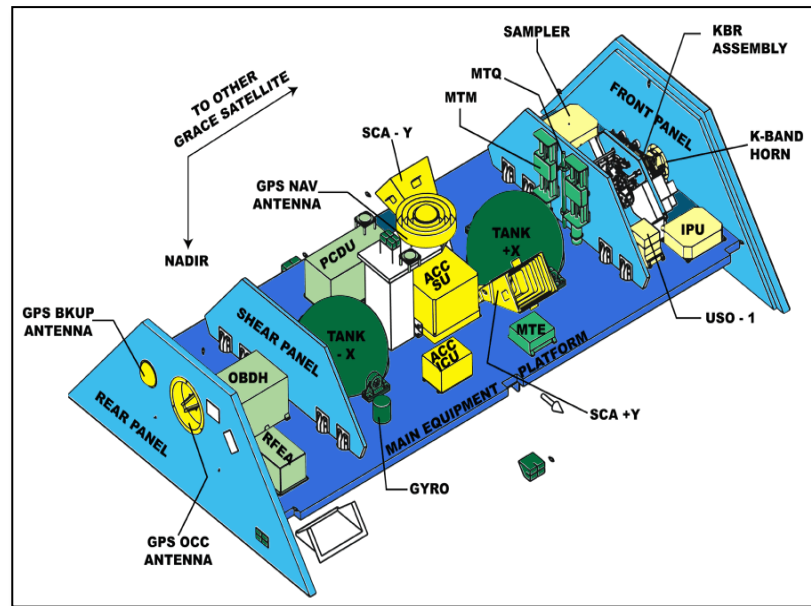 SAMPLER
KBR
ASSEMBLY
MTQ
MTM
FRONT PANEL
K-BAND
HORN
TO OTHER
GRACE SATELLITE
SCA - Y
GPS NAV
ANTENNA
NADIR
PCDU
TANK
+X
IPU
ACC
SU
GPS BKUP
ANTENNA
SHEAR PANEL
TANK
- X
USO - 1
MTE
ACC
ICU
OBDH
MAIN EQUIPMENT PLATFORM
REAR PANEL
RFEA
SCA +Y
GYRO
GPS OCC
ANTENNA